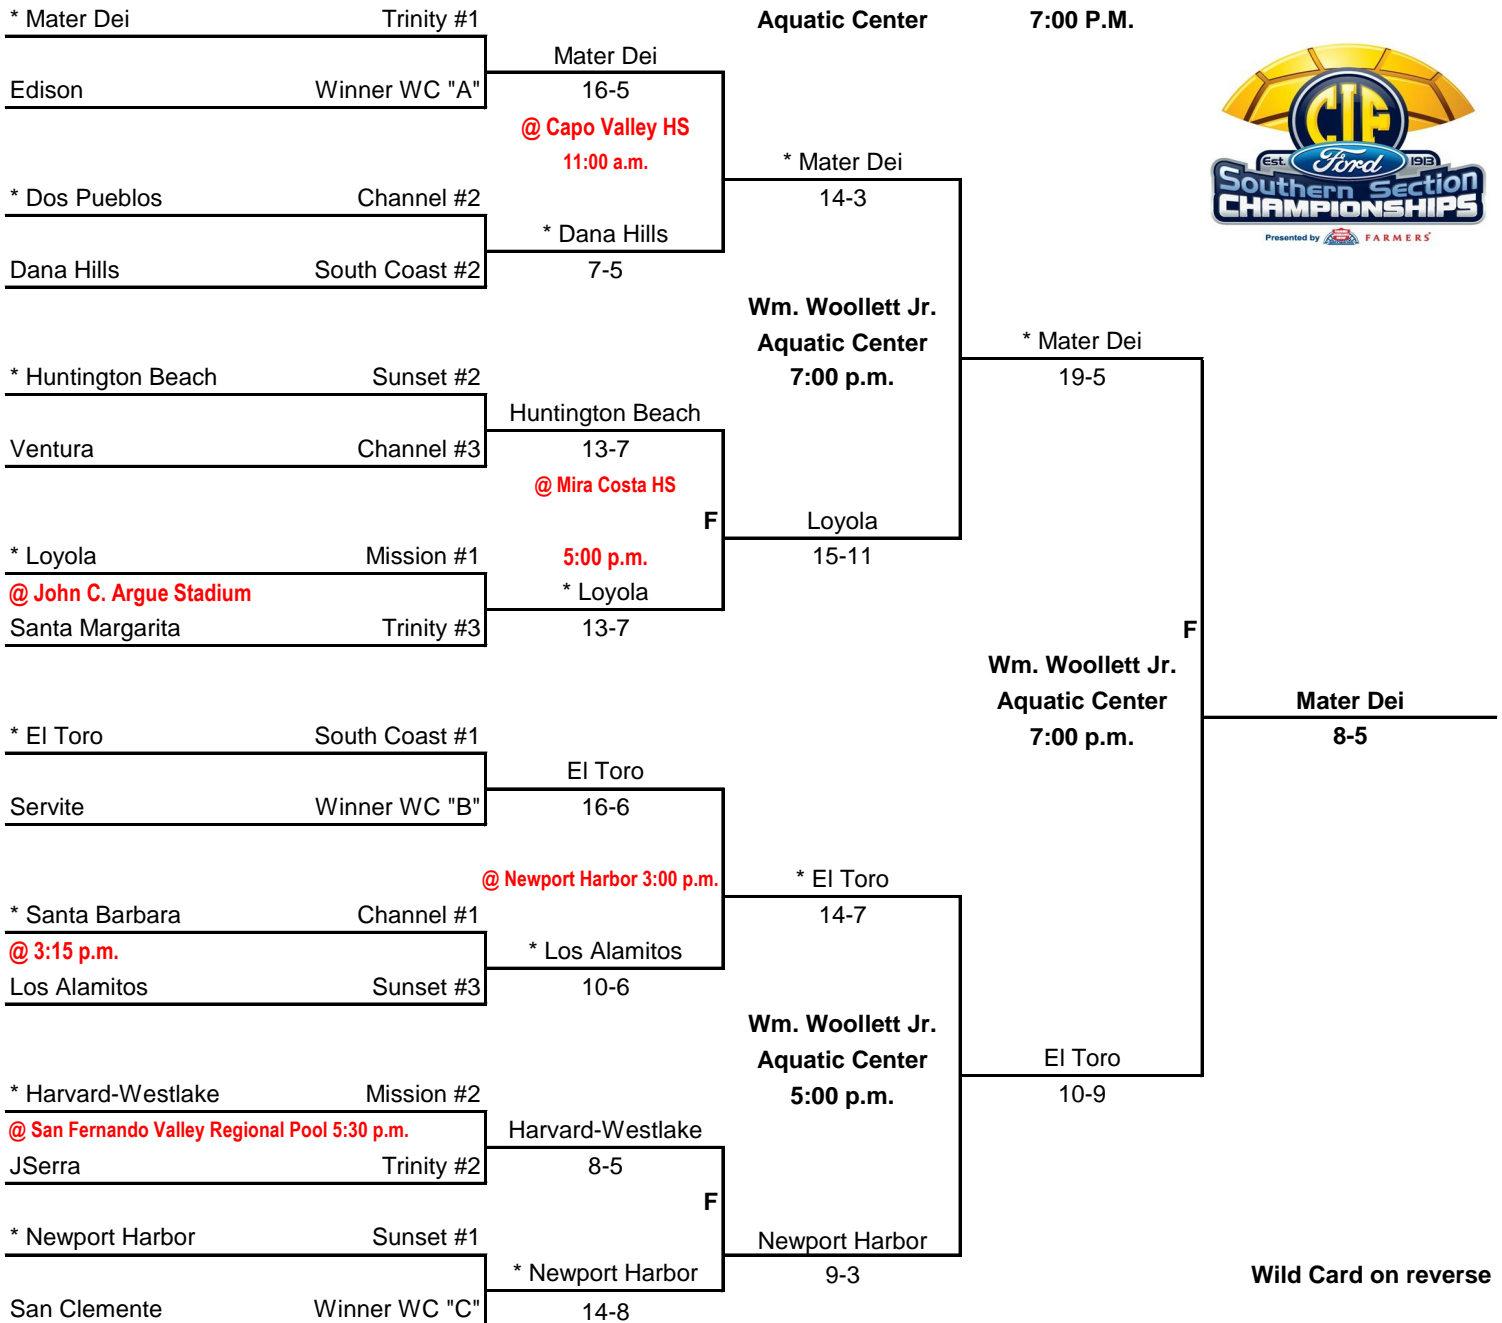 * Mater Dei Trinity #1 Aquatic Center 7:00 P.M.
Mater Dei
Edison Winner WC "A" 16-5
@ Capo Valley HS
11:00 a.m. * Mater Dei
* Dos Pueblos Channel #2 14-3
* Dana Hills
Dana Hills South Coast #2 7-5
CIF
Est. Ford 1913
Southern Section
CHAMPIONSHIPS
Presented by FARMERS
Wm. Woollett Jr.
Aquatic Center * Mater Dei
* Huntington Beach Sunset #2 7:00 p.m. 19-5
Huntington Beach
Ventura Channel #3 13-7
@ Mira Costa HS
F Loyola
* Loyola Mission #1 5:00 p.m. 15-11
@ John C. Argue Stadium * Loyola
Santa Margarita Trinity #3 13-7 F
Wm. Woollett Jr.
Aquatic Center Mater Dei
* El Toro South Coast #1 7:00 p.m. 8-5
El Toro
Servite Winner WC "B" 16-6
@ Newport Harbor 3:00 p.m. * El Toro
* Santa Barbara Channel #1 14-7
@ 3:15 p.m. * Los Alamitos
Los Alamitos Sunset #3 10-6
Wm. Woollett Jr.
Aquatic Center El Toro
* Harvard-Westlake Mission #2 5:00 p.m. 10-9
@ San Fernando Valley Regional Pool 5:30 p.m. Harvard-Westlake
JSerra Trinity #2 8-5
F
* Newport Harbor Sunset #1 Newport Harbor
* Newport Harbor 9-3 Wild Card on reverse
San Clemente Winner WC "C" 14-8